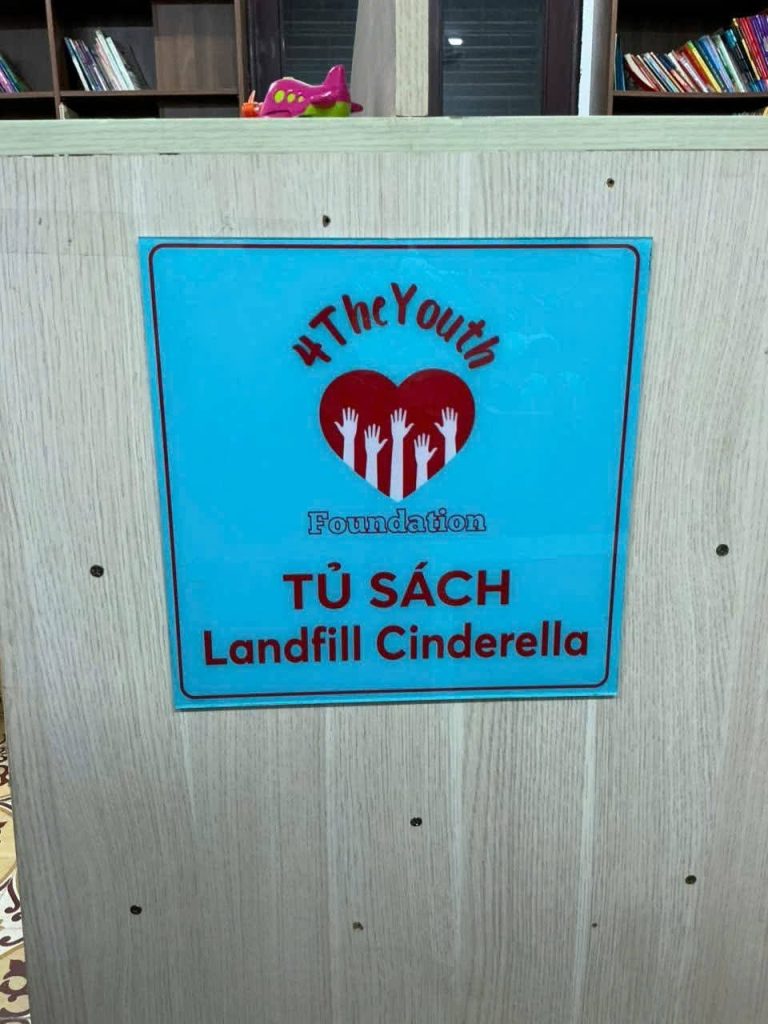 4TheYouth
Foundation
TỦ SÁCH
Landfill Cinderella